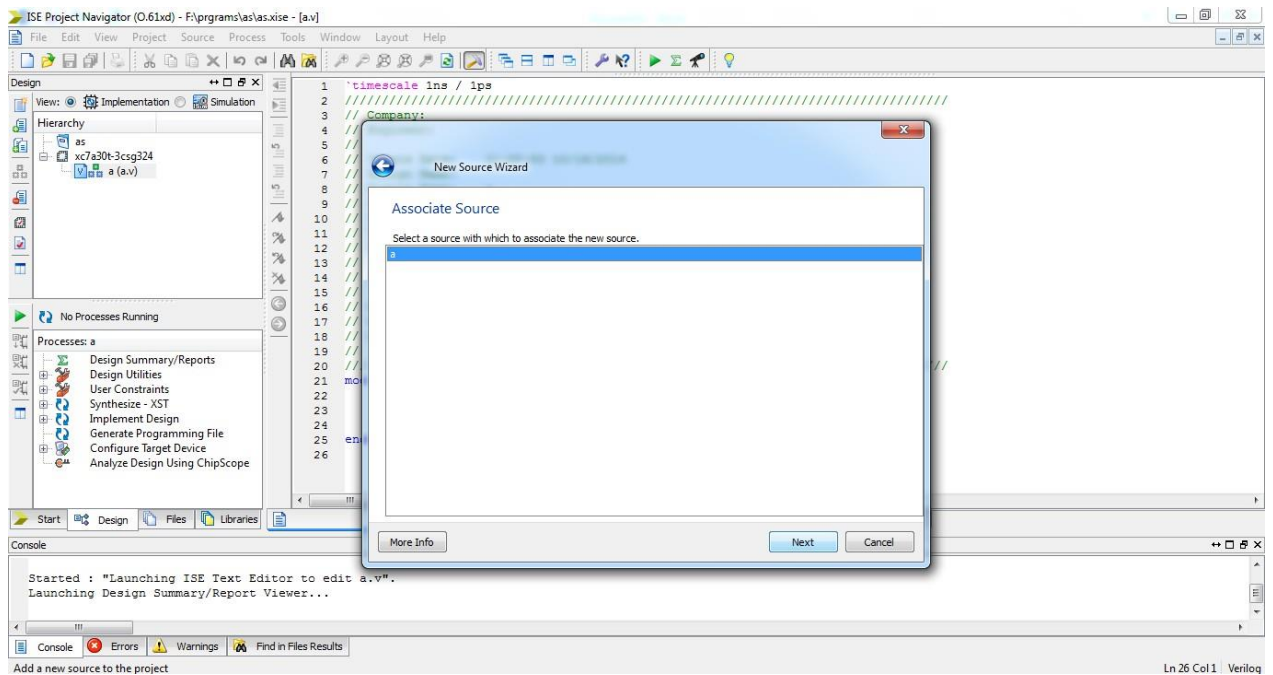 ISE Project Navigator (O.61xd) - F:\prgrams\as\as.xise - [a.v]
File Edit View Project Source Process Tools Window Layout Help
Design
View: Implementation Simulation
Hierarchy
as
xc7a30t-3csg324
a (a.v)
No Processes Running
Processes: a
Design Summary/Reports
Design Utilities
User Constraints
Synthesize - XST
Implement Design
Generate Programming File
Configure Target Device
Analyze Design Using ChipScope
Start Design Files Libraries
1 `timescale 1ns / 1ps
2 //////////////////////////////////////////////////////////////////////////////////
3 // Company:
4 //
5 //
6 //
7 //
8 //
9 //
10 //
11 //
12 //
13 //
14 //
15 //
16 //
17 //
18 //
19 //
20 //
21 mo
22
23
24
25 en
26
New Source Wizard
Associate Source
Select a source with which to associate the new source.
a
More Info Next Cancel
Console
Started : "Launching ISE Text Editor to edit a.v".
Launching Design Summary/Report Viewer...
Console Errors Warnings Find in Files Results
Add a new source to the project
Ln 26 Col 1 Verilog